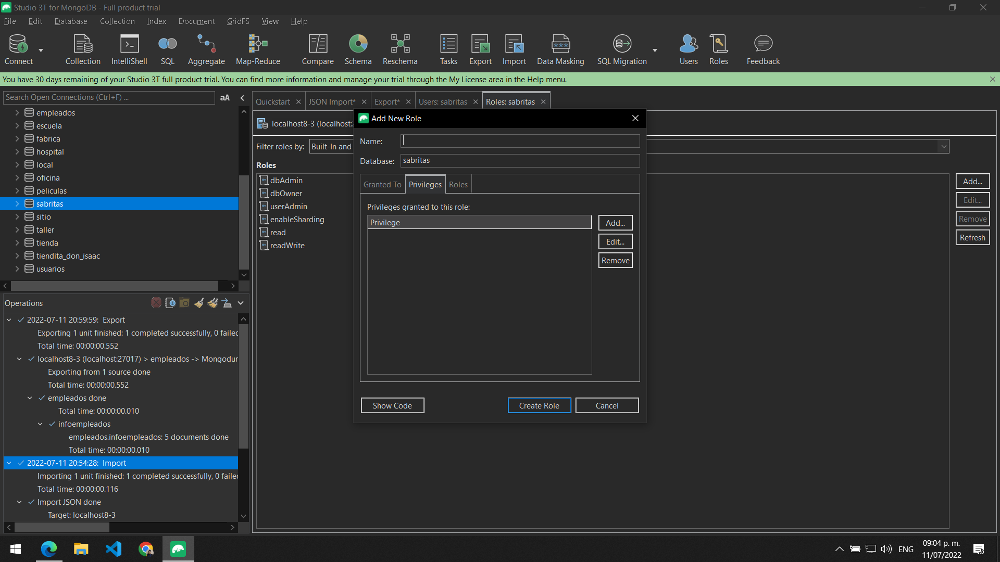 Studio 3T for MongoDB - Full product trial
File Edit Database Collection Index Document GridFS View Help
Connect Collection IntelliShell SQL Aggregate Map-Reduce Compare Schema Reschema Tasks Export Import Data Masking SQL Migration Users Roles Feedback
You have 30 days remaining of your Studio 3T full product trial. You can find more information and manage your trial through the My License area in the Help menu.
Search Open Connections (Ctrl+F) ... aA
empleados
escuela
fabrica
hospital
local
oficina
peliculas
sabritas
sitio
taller
tienda
tiendita_don_isaac
usuarios
Operations
2022-07-11 20:59:59: Export
Exporting 1 unit finished: 1 completed successfully, 0 failed
Total time: 00:00:00.552
localhost8-3 (localhost:27017) > empleados -> Mongodur
Exporting from 1 source done
Total time: 00:00:00.552
empleados done
Total time: 00:00:00.010
infoempleados
empleados.infoempleados: 5 documents done
Total time: 00:00:00.010
2022-07-11 20:54:28: Import
Importing 1 unit finished: 1 completed successfully, 0 failed
Total time: 00:00:00.116
Import JSON done
Target: localhost8-3
Quickstart JSON Import* Export* Users: sabritas Roles: sabritas
localhost8-3 (localhost:2
Filter roles by: Built-In and
Roles
dbAdmin
dbOwner
userAdmin
enableSharding
read
readWrite
Add...
Edit...
Remove
Refresh
Add New Role
Name:
Database: sabritas
Granted To Privileges Roles
Privileges granted to this role:
Privilege
Add...
Edit...
Remove
Show Code Create Role Cancel
ENG
09:04 p. m.
11/07/2022